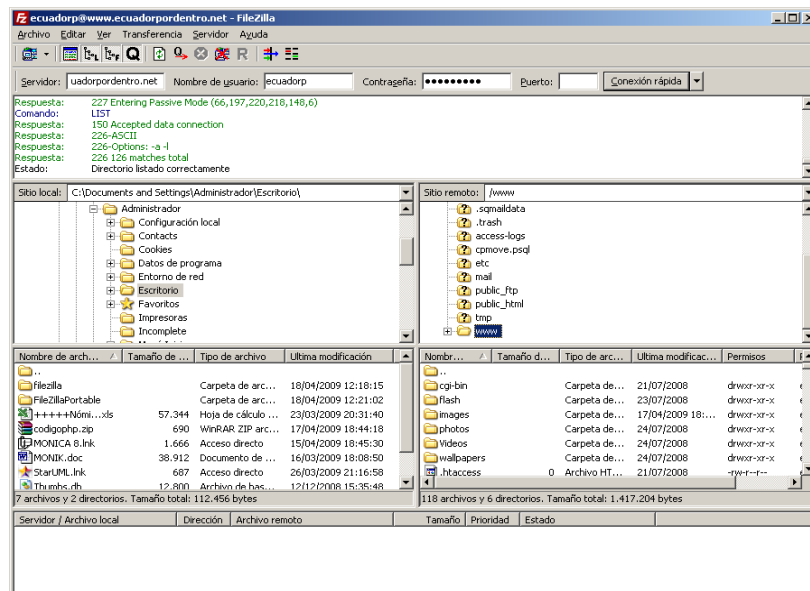 ecuadorp@www.ecuadorpordentro.net - FileZilla
Archivo Editar Ver Transferencia Servidor Ayuda
Servidor: uadorpordentro.net Nombre de usuario: ecuadorp Contraseña: ●●●●●●●●● Puerto: Conexión rápida
Respuesta: 227 Entering Passive Mode (66,197,220,218,148,6)
Comando: LIST
Respuesta: 150 Accepted data connection
Respuesta: 226-ASCII
Respuesta: 226-Options: -a -l
Respuesta: 226 126 matches total
Estado: Directorio listado correctamente
Sitio local: C:\Documents and Settings\Administrador\Escritorio\
Administrador
Configuración local
Contacts
Cookies
Datos de programa
Entorno de red
Escritorio
Favoritos
Impresoras
Incomplete
Sitio remoto: /www
.sqmaildata
.trash
access-logs
cpmove.psql
etc
mail
public_ftp
public_html
tmp
www
Nombre de arch... Tamaño de ... Tipo de archivo Ultima modificación
..
filezilla Carpeta de arc... 18/04/2009 12:18:15
FileZillaPortable Carpeta de arc... 18/04/2009 12:21:02
+++++Nómi...xls 57.344 Hoja de cálculo ... 23/03/2009 20:31:40
codigophp.zip 690 WinRAR ZIP arc... 17/04/2009 18:44:18
MONICA 8.lnk 1.666 Acceso directo 15/04/2009 18:45:30
MONIK.doc 38.912 Documento de ... 16/03/2009 18:08:50
StarUML.lnk 687 Acceso directo 26/03/2009 21:16:58
Thumbs.db 12.800 Archivo de bas... 12/12/2008 15:35:48
7 archivos y 2 directorios. Tamaño total: 112.456 bytes
Nombr... Tamaño d... Tipo de arc... Ultima modificac... Permisos
..
cgi-bin Carpeta de... 21/07/2008 drwxr-xr-x
flash Carpeta de... 23/07/2008 drwxr-xr-x
images Carpeta de... 17/04/2009 18:... drwxr-xr-x
photos Carpeta de... 24/07/2008 drwxr-xr-x
Videos Carpeta de... 24/07/2008 drwxr-xr-x
wallpapers Carpeta de... 24/07/2008 drwxr-xr-x
.htaccess 0 Archivo HT... 21/07/2008 -rw-r--r--
118 archivos y 6 directorios. Tamaño total: 1.417.204 bytes
Servidor / Archivo local Dirección Archivo remoto Tamaño Prioridad Estado